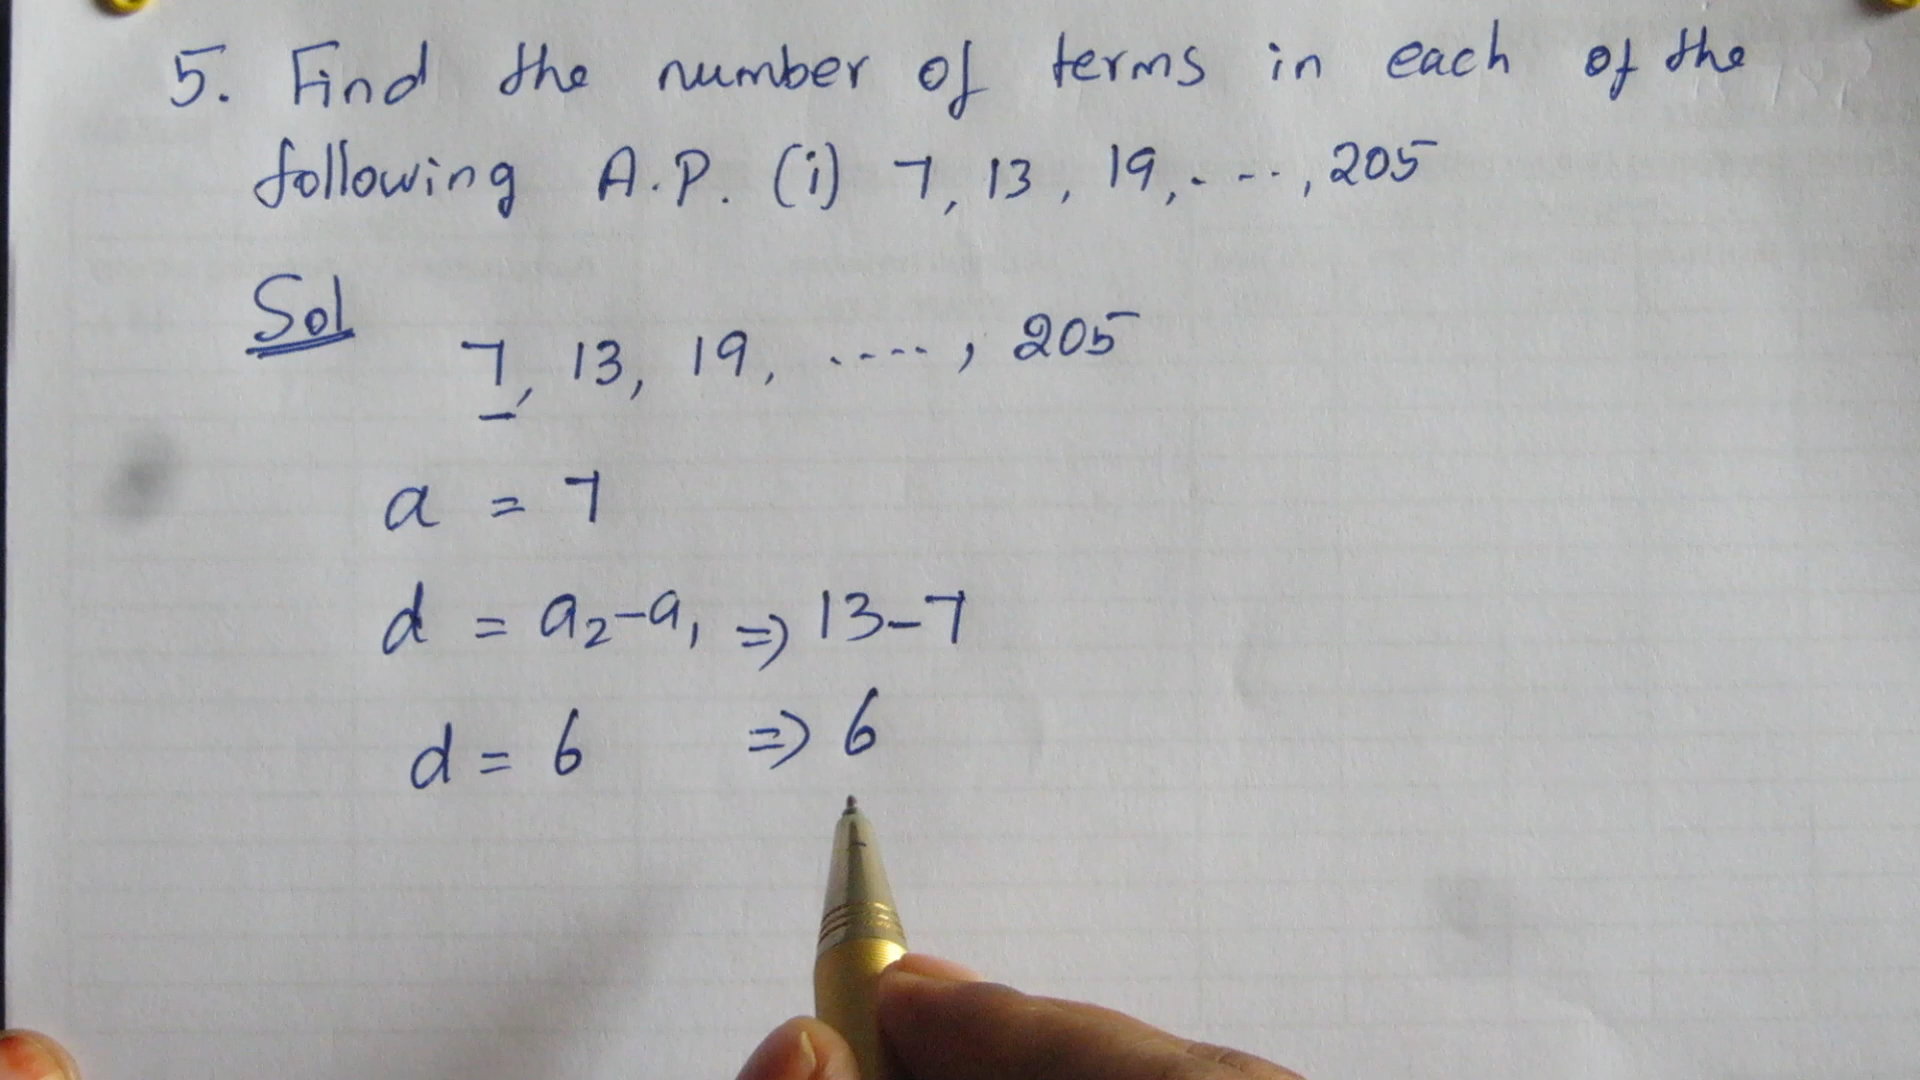 5. Find the number of terms in each of the
following A.P. (i) 7, 13, 19, ...., 205
Sol
7, 13, 19, ....., 205
a = 7
d = a₂-a₁ => 13-7
d = 6 => 6